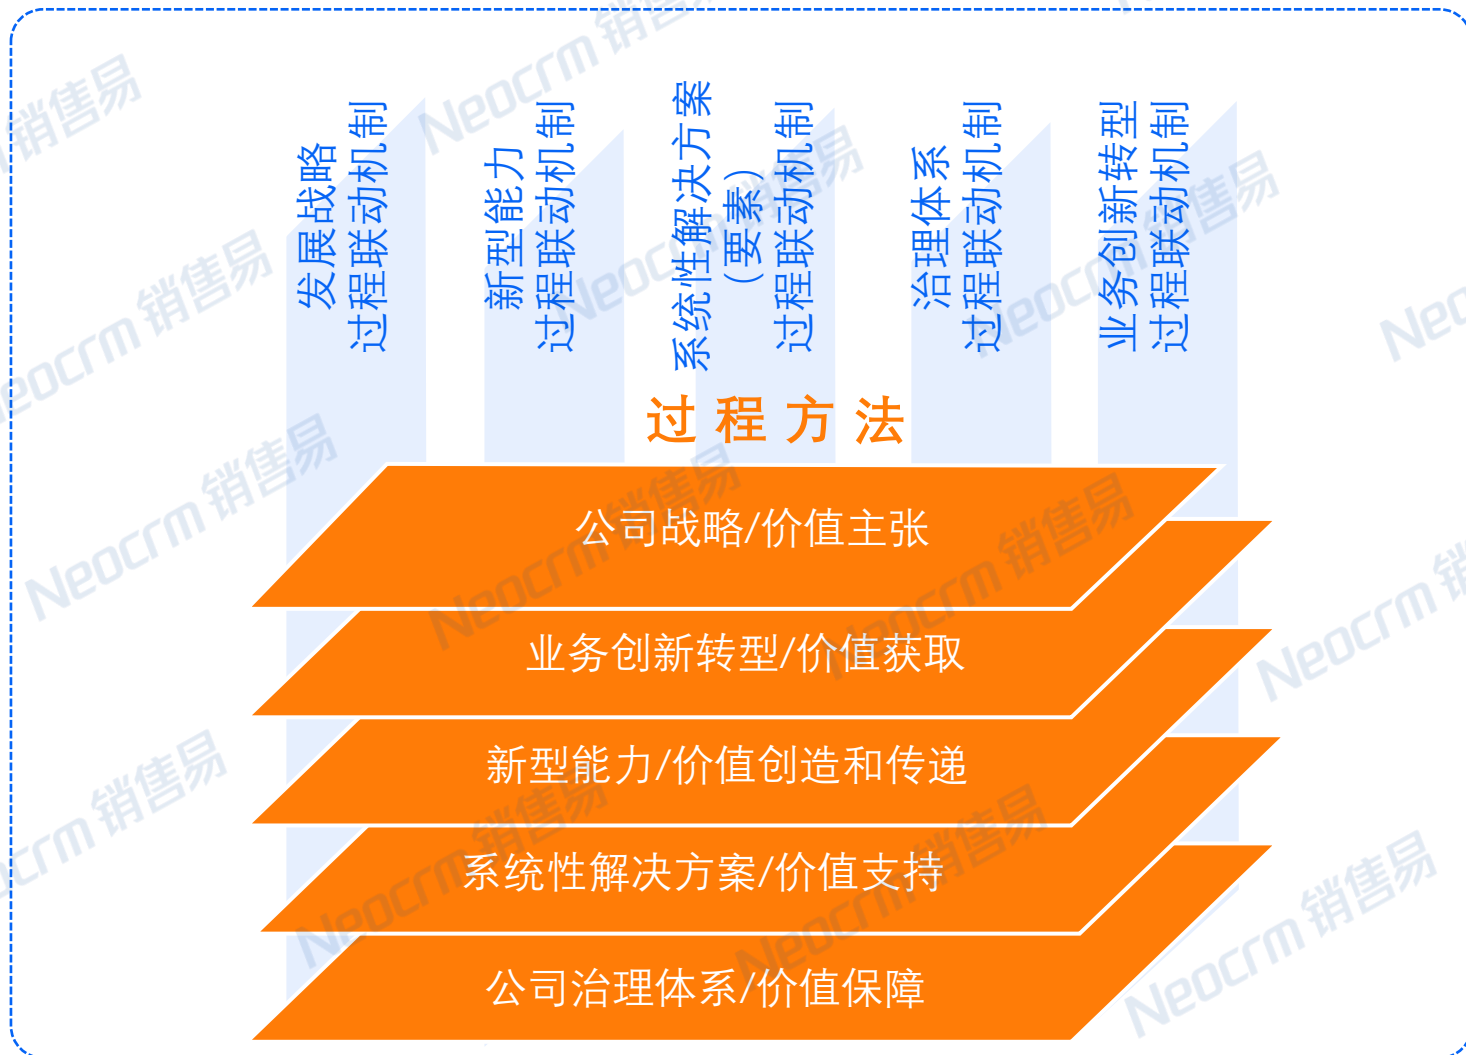 发展战略
过程联动机制
新型能力
过程联动机制
系统性解决方案
（要素）
过程联动机制
治理体系
过程联动机制
业务创新转型
过程联动机制
过程方法
公司战略/价值主张
业务创新转型/价值获取
新型能力/价值创造和传递
系统性解决方案/价值支持
公司治理体系/价值保障
Neocrm 销售易